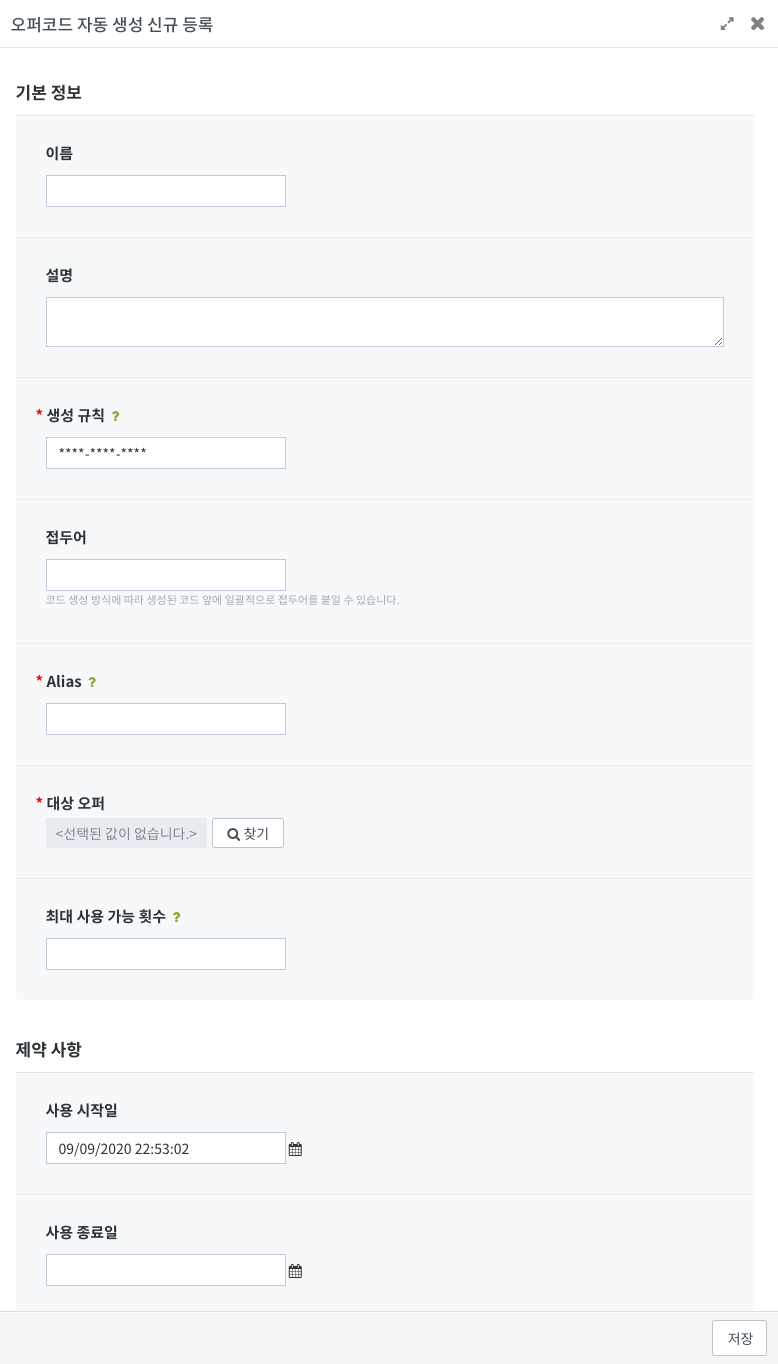 오퍼코드 자동 생성 신규 등록
기본 정보
이름
설명
* 생성 규칙 ?
****-****-****
접두어
코드 생성 방식에 따라 생성된 코드 앞에 일괄적으로 접두어를 붙일 수 있습니다.
* Alias ?
* 대상 오퍼
<선택된 값이 없습니다.> 찾기
최대 사용 가능 횟수 ?
제약 사항
사용 시작일
09/09/2020 22:53:02
사용 종료일
저장